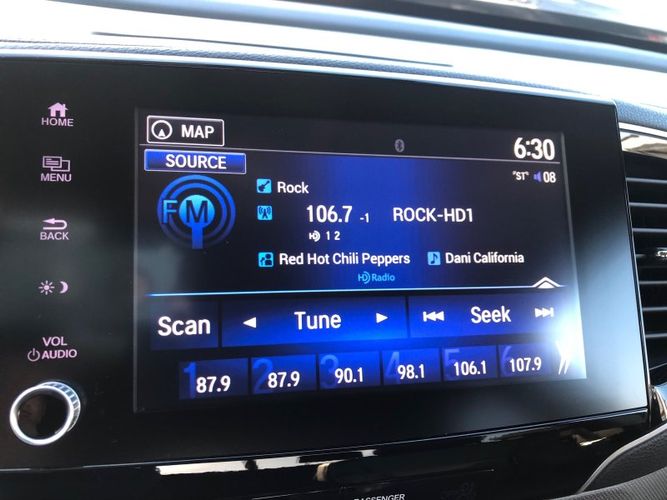 HOME
MENU
BACK
VOL
AUDIO
MAP
6:30
SOURCE
"ST" 08
FM
Rock
106.7 -1 ROCK-HD1
HD 1 2
Red Hot Chili Peppers Dani California
HD Radio
Scan Tune Seek
1 87.9 2 87.9 3 90.1 4 98.1 5 106.1 6 107.9
PASSENGER